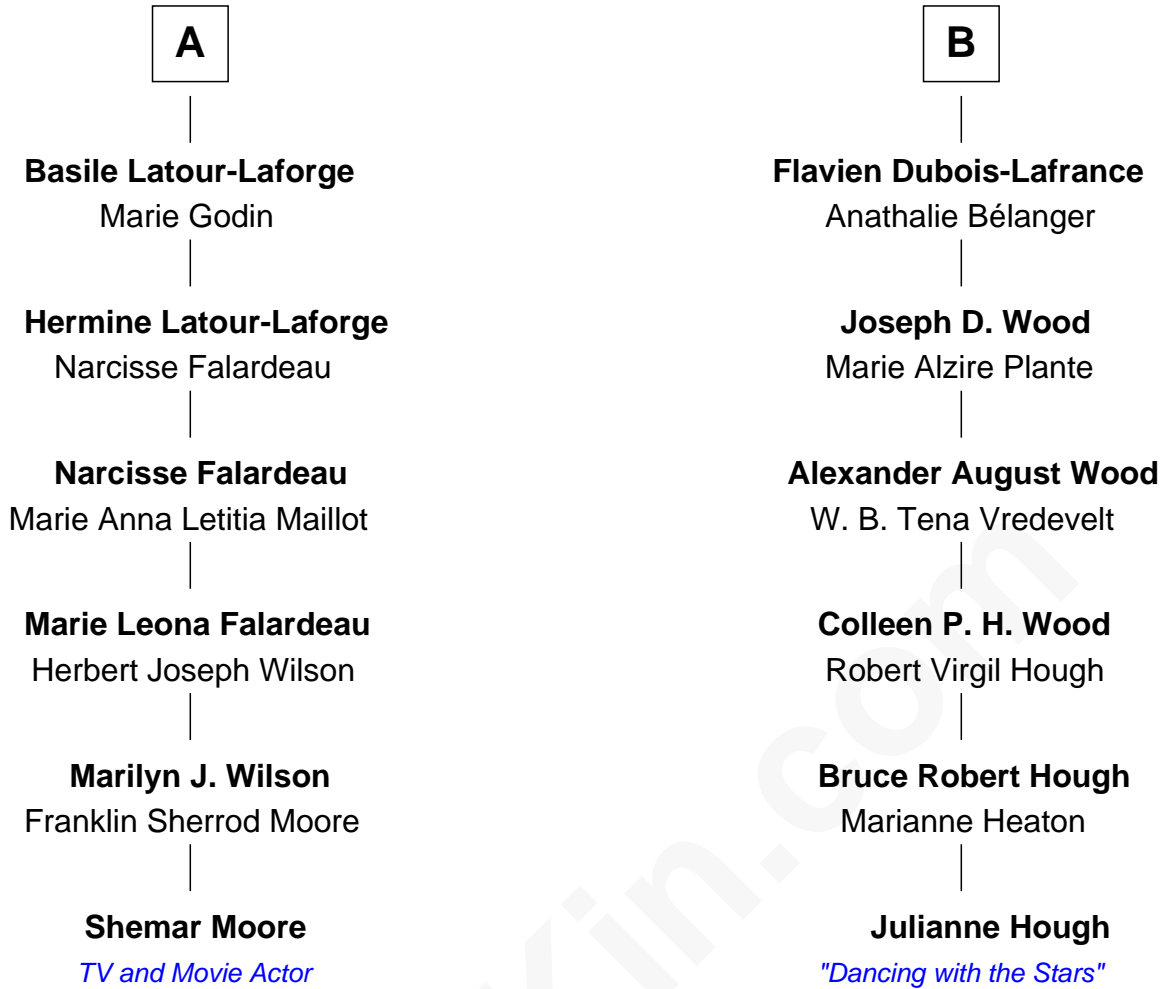 A
Basile Latour-Laforge
Marie Godin
Hermine Latour-Laforge
Narcisse Falardeau
Narcisse Falardeau
Marie Anna Letitia Maillot
Marie Leona Falardeau
Herbert Joseph Wilson
Marilyn J. Wilson
Franklin Sherrod Moore
Shemar Moore
TV and Movie Actor
B
Flavien Dubois-Lafrance
Anathalie Bélanger
Joseph D. Wood
Marie Alzire Plante
Alexander August Wood
W. B. Tena Vredevelt
Colleen P. H. Wood
Robert Virgil Hough
Bruce Robert Hough
Marianne Heaton
Julianne Hough
"Dancing with the Stars"
Kin.com